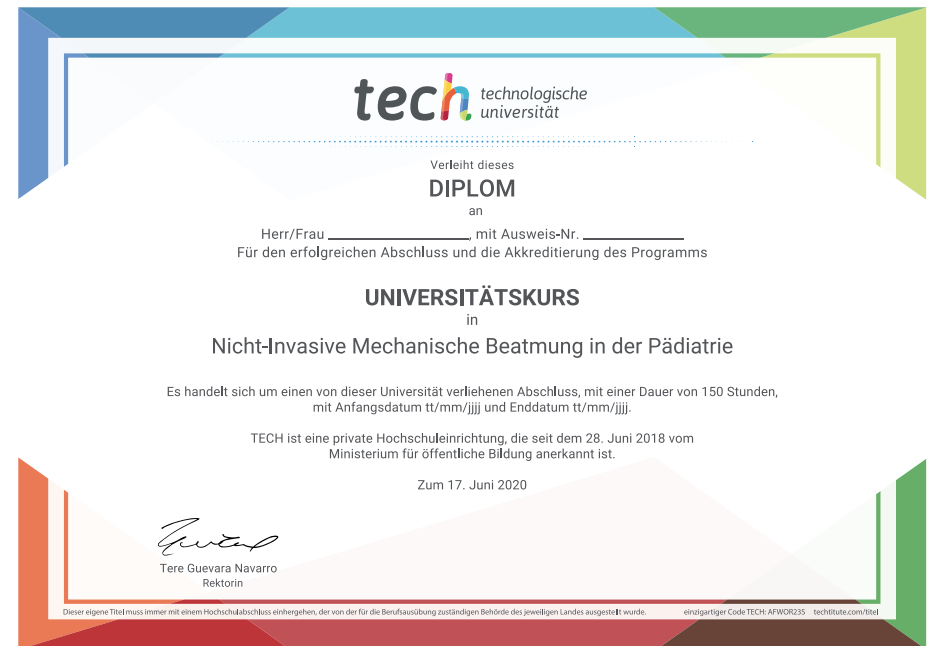 tech technologische
universität
Verleiht dieses
DIPLOM
an
Herr/Frau ____________, mit Ausweis-Nr. ____________
Für den erfolgreichen Abschluss und die Akkreditierung des Programms
UNIVERSITÄTSKURS
in
Nicht-Invasive Mechanische Beatmung in der Pädiatrie
Es handelt sich um einen von dieser Universität verliehenen Abschluss, mit einer Dauer von 150 Stunden,
mit Anfangsdatum tt/mm/jjjj und Enddatum tt/mm/jjjj.
TECH ist eine private Hochschuleinrichtung, die seit dem 28. Juni 2018 vom
Ministerium für öffentliche Bildung anerkannt ist.
Zum 17. Juni 2020
Tere Guevara Navarro
Rektorin
Dieser eigene Titel muss immer mit einem Hochschulabschluss einhergehen, der von der für die Berufsausübung zuständigen Behörde des jeweiligen Landes ausgestellt wurde. einzigartiger Code TECH: AFWOR235 techtitute.com/titel